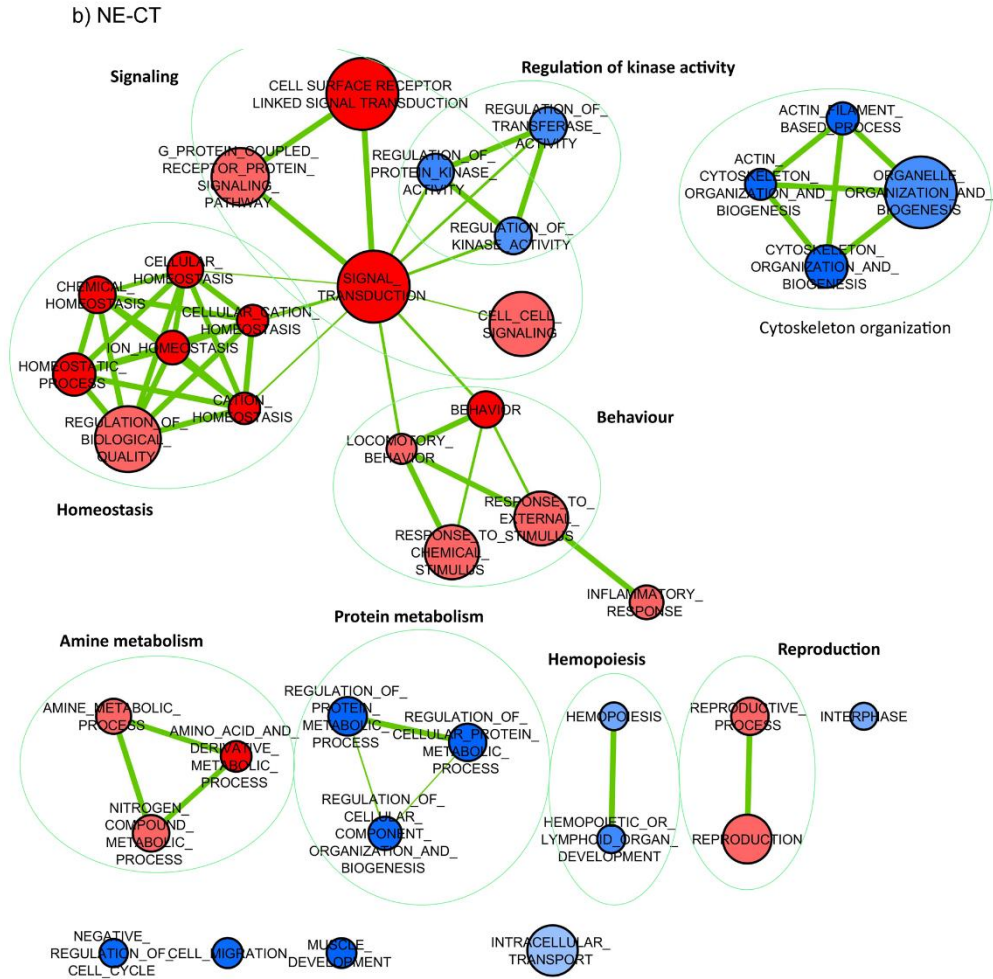 b) NE-CT
Signaling
Regulation of kinase activity
CELL SURFACE RECEPTOR
LINKED SIGNAL TRANSDUCTION
REGULATION_OF_
TRANSFERASE_
ACTIVITY
G_PROTEIN_COUPLED_
RECEPTOR_PROTEIN_
SIGNALING_
PATHWAY
REGULATION_OF_
PROTEIN_KINASE_
ACTIVITY
REGULATION_OF_
KINASE_ACTIVITY
ACTIN_FILAMENT_
BASED_PROCESS
ACTIN_
CYTOSKELETON_
ORGANIZATION_AND_
BIOGENESIS
ORGANELLE_
ORGANIZATION_AND_
BIOGENESIS
CYTOSKELETON_
ORGANIZATION_AND_
BIOGENESIS
Cytoskeleton organization
CELLULAR_
HOMEOSTASIS
CHEMICAL_
HOMEOSTASIS
CELLULAR_CATION_
HOMEOSTASIS
ION_HOMEOSTASIS
HOMEOSTATIC_
PROCESS
CATION_
HOMEOSTASIS
REGULATION_OF_
BIOLOGICAL_
QUALITY
Homeostasis
SIGNAL_
TRANSDUCTION
CELL_CELL_
SIGNALING
BEHAVIOR
Behaviour
LOCOMOTORY_
BEHAVIOR
RESPONSE_TO_
EXTERNAL_
STIMULUS
RESPONSE_TO_
CHEMICAL_
STIMULUS
INFLAMMATORY_
RESPONSE
Amine metabolism
AMINE_METABOLIC_
PROCESS
AMINO_ACID_AND_
DERIVATIVE_
METABOLIC_
PROCESS
NITROGEN_
COMPOUND_
METABOLIC_
PROCESS
Protein metabolism
REGULATION_OF_
PROTEIN_
METABOLIC_
PROCESS
REGULATION_OF_
CELLULAR_PROTEIN_
METABOLIC_
PROCESS
REGULATION_OF_
CELLULAR_
COMPONENT_
ORGANIZATION_AND_
BIOGENESIS
Hemopoiesis
HEMOPOIESIS
HEMOPOIETIC_OR_
LYMPHOID_ORGAN_
DEVELOPMENT
Reproduction
REPRODUCTIVE_
PROCESS
REPRODUCTION
INTERPHASE
NEGATIVE_
REGULATION_OF_
CELL_CYCLE
CELL_MIGRATION
MUSCLE_
DEVELOPMENT
INTRACELLULAR_
TRANSPORT